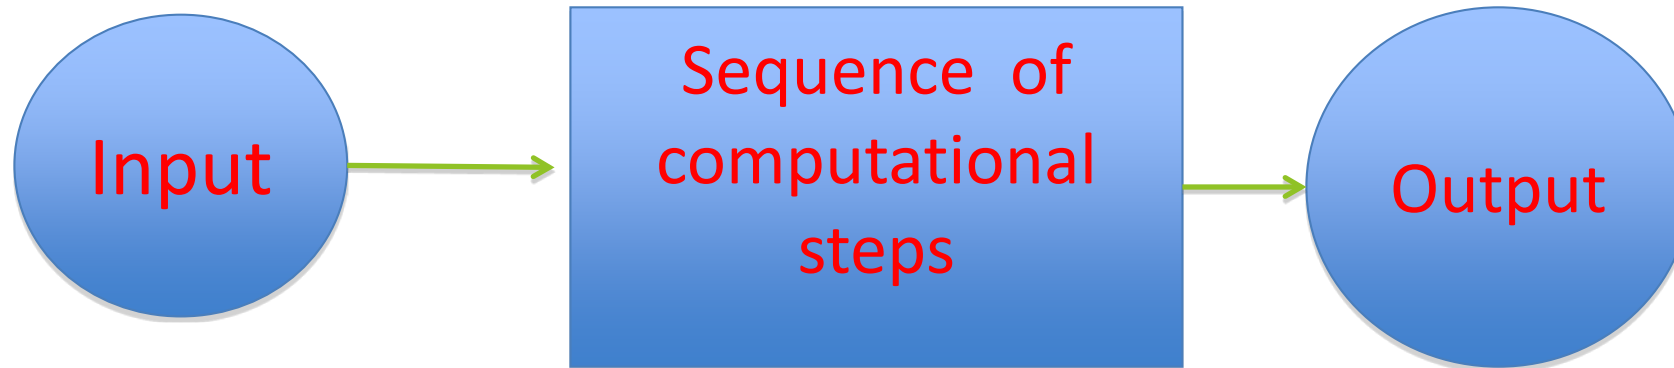 Input
Sequence of
computational
steps
Output